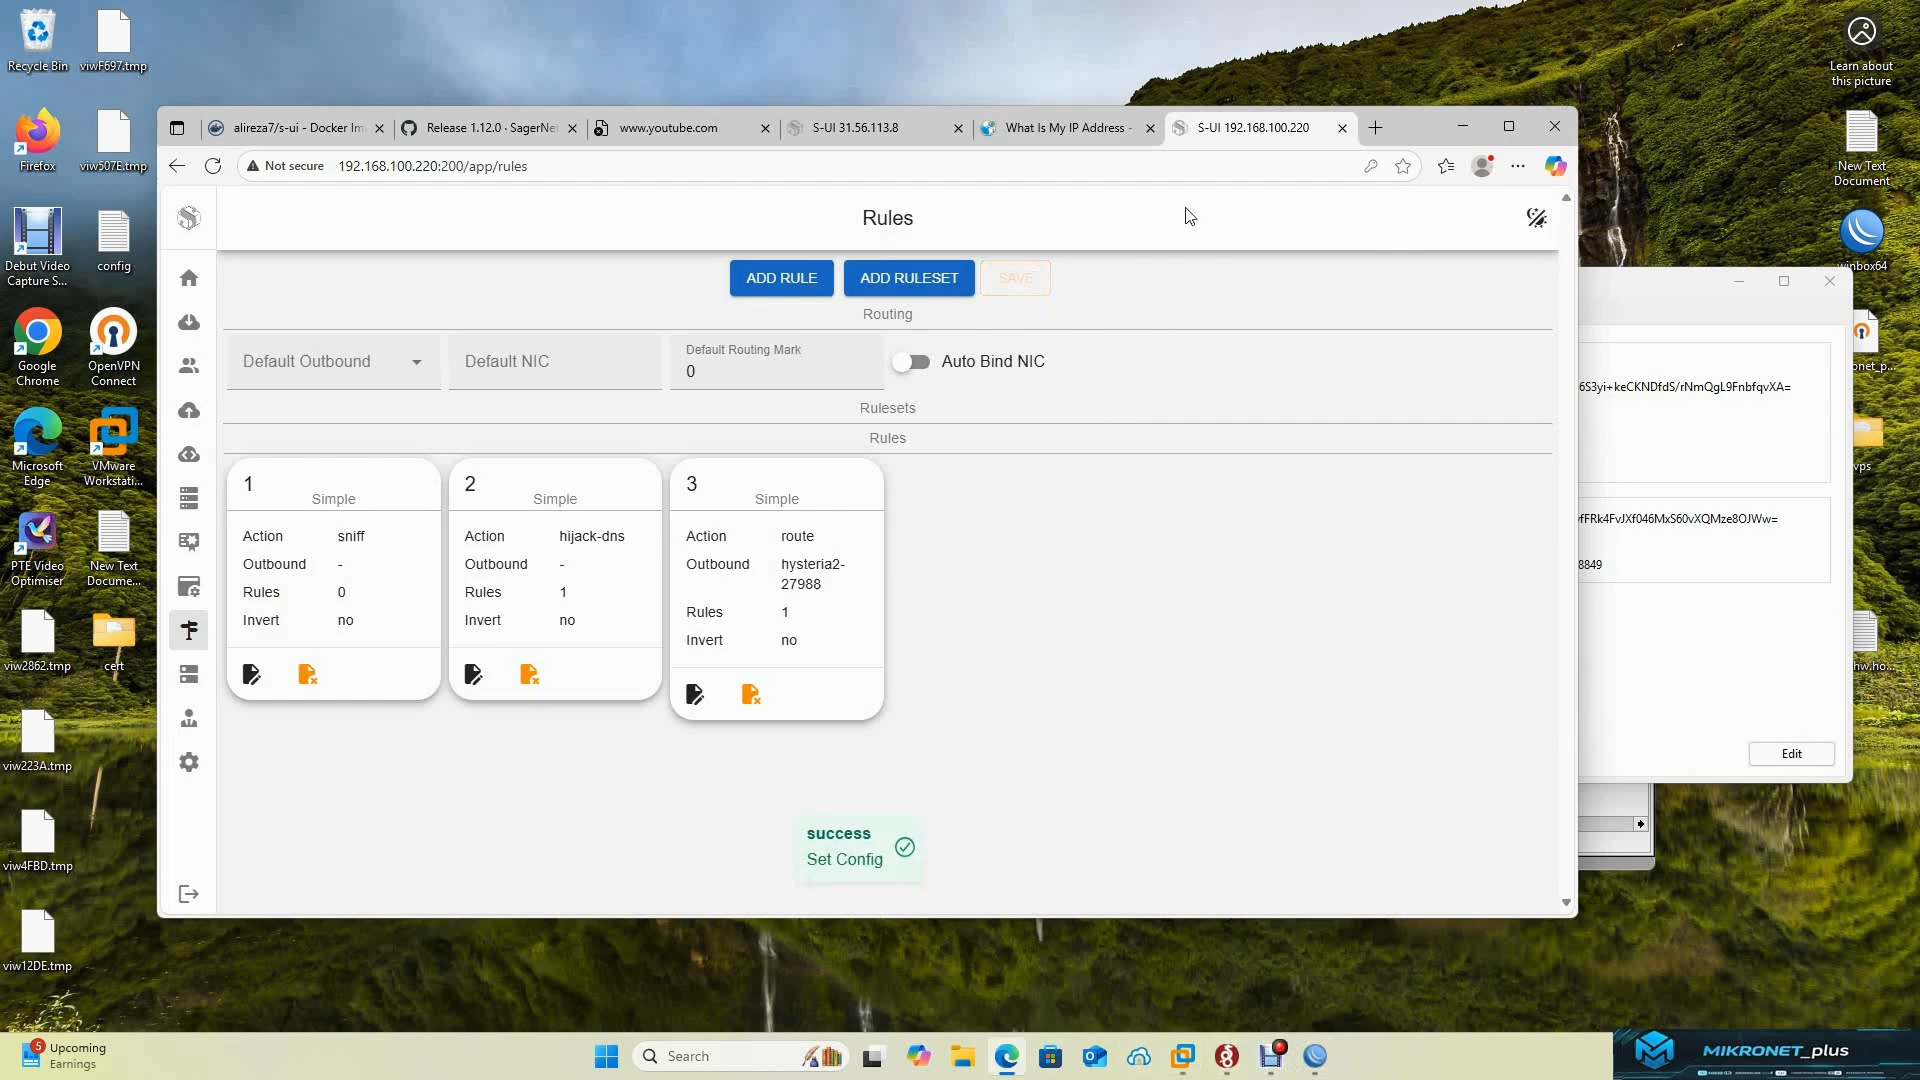 Recycle Bin
viwF697.tmp
Firefox
viw507E.tmp
Debut Video
Capture S...
config
Google
Chrome
OpenVPN
Connect
Microsoft
Edge
VMware
Workstati...
PTE Video
Optimiser
New Text
Docume...
viw2862.tmp
cert
viw223A.tmp
viw4FBD.tmp
viw12DE.tmp
Learn about
this picture
New Text
Document
winbox64
onet_p...
vps
hw.ho...
alireza7/s-ui - Docker Im
Release 1.12.0 · SagerNe
www.youtube.com
S-UI 31.56.113.8
What Is My IP Address -
S-UI 192.168.100.220
Not secure
192.168.100.220:200/app/rules
Rules
ADD RULE
ADD RULESET
SAVE
Routing
Default Outbound
Default NIC
Default Routing Mark
0
Auto Bind NIC
Rulesets
Rules
1
Simple
Action sniff
Outbound -
Rules 0
Invert no
2
Simple
Action hijack-dns
Outbound -
Rules 1
Invert no
3
Simple
Action route
Outbound hysteria2-
27988
Rules 1
Invert no
success
Set Config
6S3yi+keCKNDfdS/rNmQgL9FnbfqvXA=
fFRk4FvJXf046MxS60vXQMze8OJWw=
8849
Edit
5
Upcoming
Earnings
Search
MIKRONET_plus